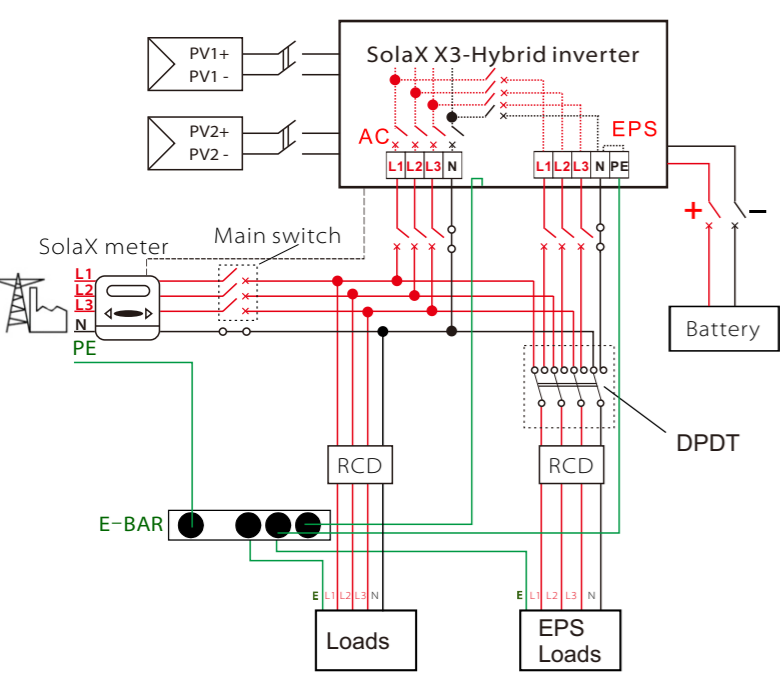 PV1+
PV1 -
PV2+
PV2 -
SolaX X3-Hybrid inverter
AC
EPS
L1 L2 L3 N
L1 L2 L3 N PE
+ −
SolaX meter
Main switch
L1
L2
L3
N
PE
Battery
DPDT
RCD
RCD
E-BAR
E L1 L2 L3 N
E L1 L2 L3 N
Loads
EPS
Loads